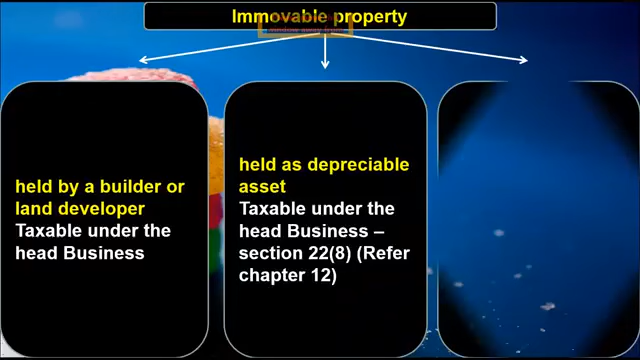 Immovable property
held by a builder or
land developer
Taxable under the
head Business
held as depreciable
asset
Taxable under the
head Business –
section 22(8) (Refer
chapter 12)